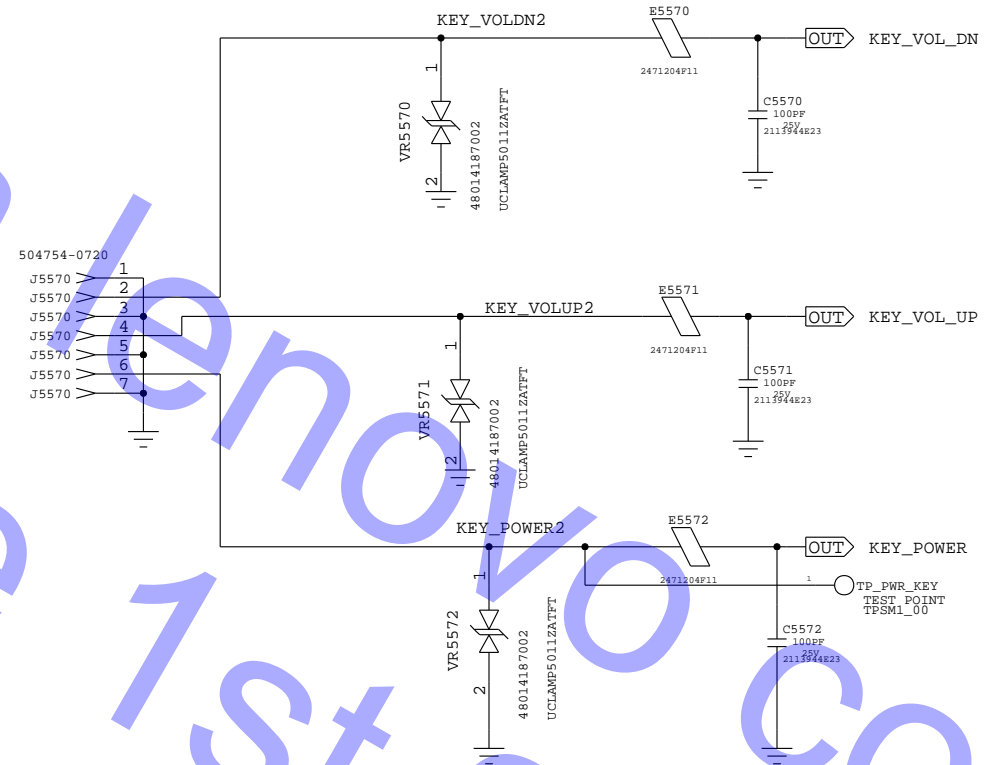 KEY_VOLDN2
E5570
2471204F11
OUT
KEY_VOL_DN
1
VR5570
2
48014187002
UCLAMP5011ZATFT
C5570
100PF
25V
2113944E23
504754-0720
J5570 1
J5570 2
J5570 3
J5570 4
J5570 5
J5570 6
J5570 7
KEY_VOLUP2
E5571
2471204F11
OUT
KEY_VOL_UP
1
VR5571
2
48014187002
UCLAMP5011ZATFT
C5571
100PF
25V
2113944E23
KEY_POWER2
E5572
2471204F11
OUT
KEY_POWER
1
TP_PWR_KEY
TEST POINT
TPSM1_00
1
VR5572
2
48014187002
UCLAMP5011ZATFT
C5572
100PF
25V
2113944E23
lenovo co
e 1st